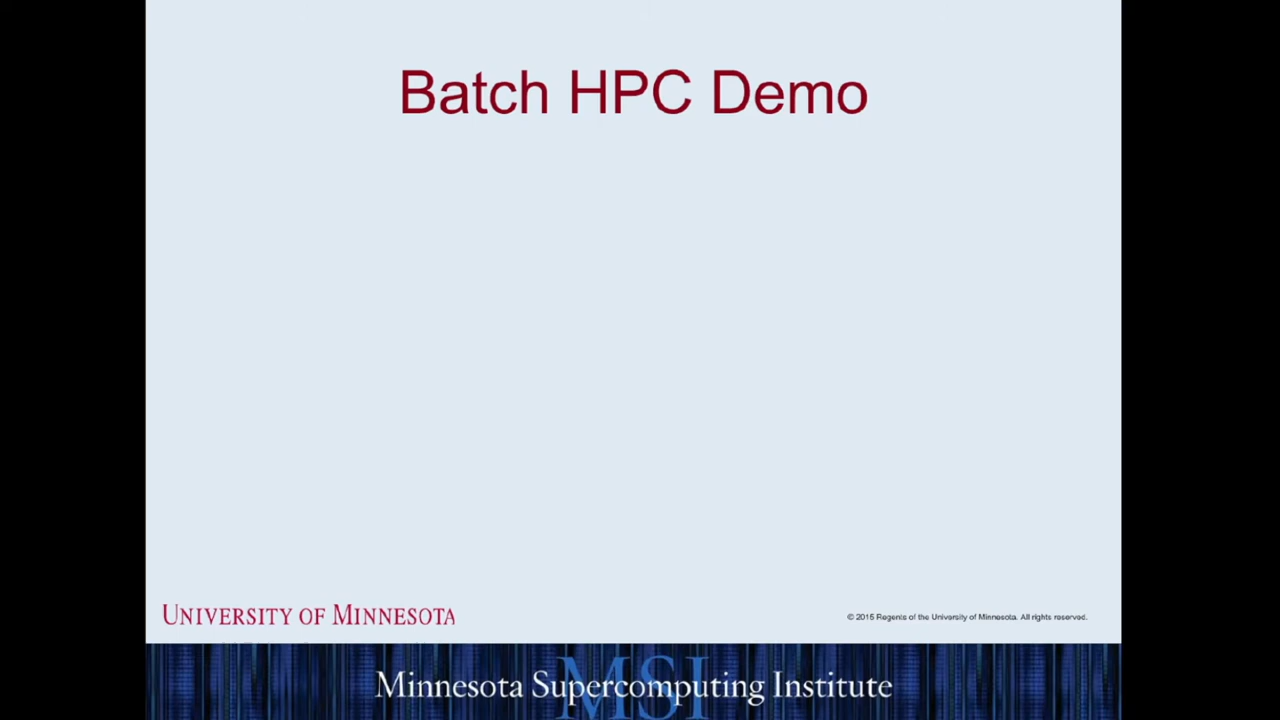 Batch HPC Demo
UNIVERSITY OF MINNESOTA
© 2015 Regents of the University of Minnesota. All rights reserved.
MSI
Minnesota Supercomputing Institute